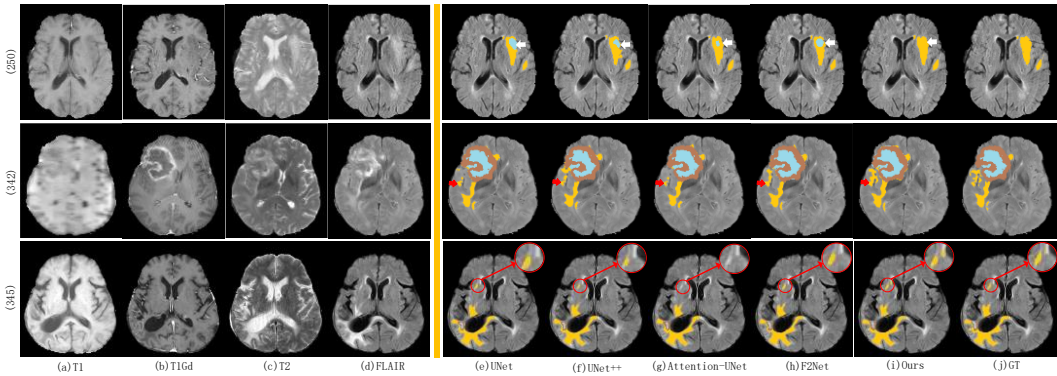 (250)
(342)
(345)
(a)T1 (b)T1Gd (c)T2 (d)FLAIR (e)UNet (f)UNet++ (g)Attention-UNet (h)F2Net (i)Ours (j)GT